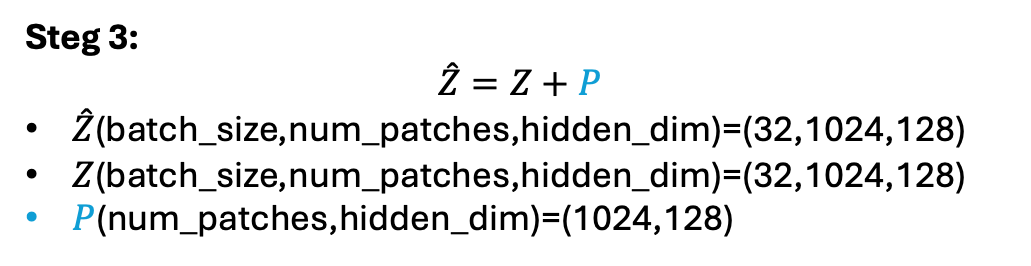 Steg 3:
Ẑ = Z + P
• Ẑ(batch_size,num_patches,hidden_dim)=(32,1024,128)
• Z(batch_size,num_patches,hidden_dim)=(32,1024,128)
• P(num_patches,hidden_dim)=(1024,128)